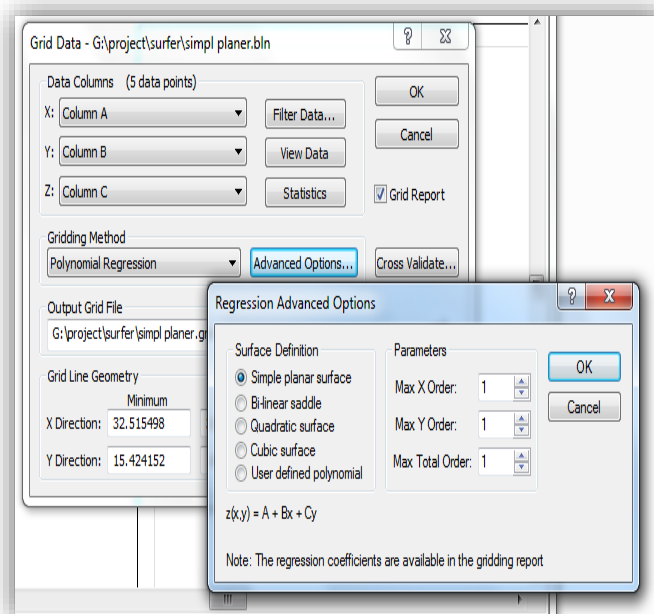 Grid Data - G:\project\surfer\simpl planer.bln
Data Columns (5 data points)
X: Column A
Filter Data...
OK
Y: Column B
View Data
Cancel
Z: Column C
Statistics
Grid Report
Gridding Method
Polynomial Regression
Advanced Options...
Cross Validate...
Output Grid File
G:\project\surfer\simpl planer.gr
Grid Line Geometry
Minimum
X Direction: 32.515498
Y Direction: 15.424152
Regression Advanced Options
Surface Definition
Simple planar surface
Bi-linear saddle
Quadratic surface
Cubic surface
User defined polynomial
Parameters
Max X Order: 1
Max Y Order: 1
Max Total Order: 1
OK
Cancel
z(x,y) = A + Bx + Cy
Note: The regression coefficients are available in the gridding report